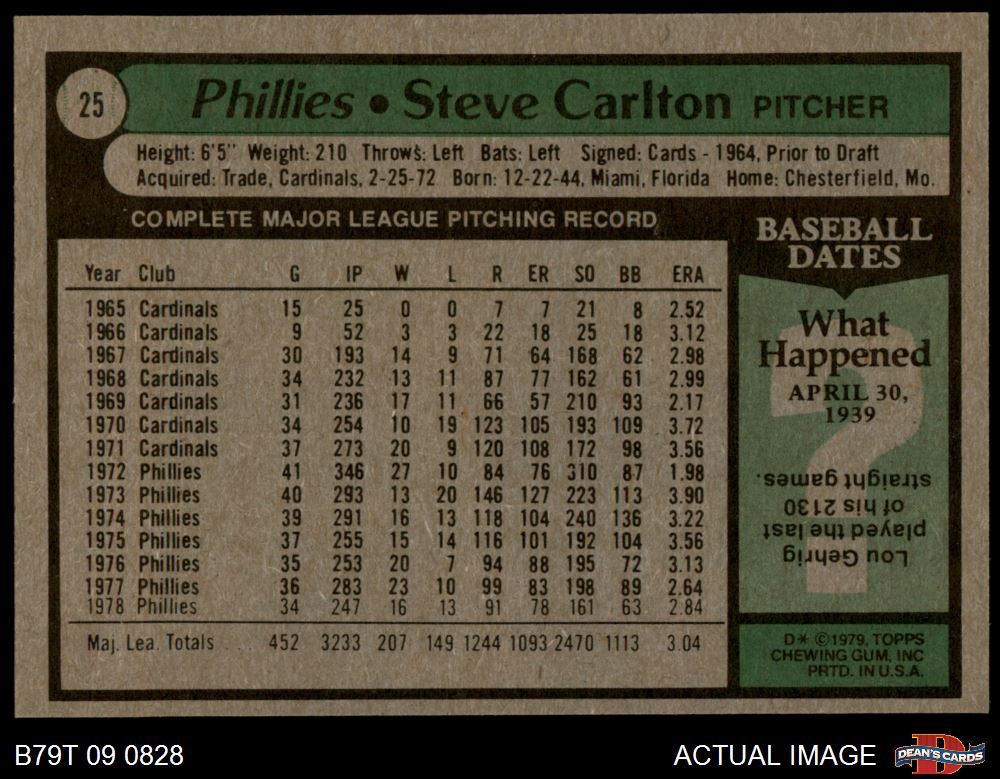 25
Phillies • Steve Carlton PITCHER
Height: 6'5" Weight: 210 Throws: Left Bats: Left Signed: Cards - 1964, Prior to Draft
Acquired: Trade, Cardinals, 2-25-72 Born: 12-22-44, Miami, Florida Home: Chesterfield, Mo.
COMPLETE MAJOR LEAGUE PITCHING RECORD
Year Club G IP W L R ER SO BB ERA
1965 Cardinals 15 25 0 0 7 7 21 8 2.52
1966 Cardinals 9 52 3 3 22 18 25 18 3.12
1967 Cardinals 30 193 14 9 71 64 168 62 2.98
1968 Cardinals 34 232 13 11 87 77 162 61 2.99
1969 Cardinals 31 236 17 11 66 57 210 93 2.17
1970 Cardinals 34 254 10 19 123 105 193 109 3.72
1971 Cardinals 37 273 20 9 120 108 172 98 3.56
1972 Phillies 41 346 27 10 84 76 310 87 1.98
1973 Phillies 40 293 13 20 146 127 223 113 3.90
1974 Phillies 39 291 16 13 118 104 240 136 3.22
1975 Phillies 37 255 15 14 116 101 192 104 3.56
1976 Phillies 35 253 20 7 94 88 195 72 3.13
1977 Phillies 36 283 23 10 99 83 198 89 2.64
1978 Phillies 34 247 16 13 91 78 161 63 2.84
Maj. Lea. Totals . . . 452 3233 207 149 1244 1093 2470 1113 3.04
BASEBALL
DATES
What
Happened
APRIL 30,
1939
Lou Gehrig
played the last
of his 2130
straight games.
D* ©1979, TOPPS
CHEWING GUM, INC
PRTD. IN U.S.A.
B79T 09 0828
ACTUAL IMAGE
D
DEAN'S CARDS